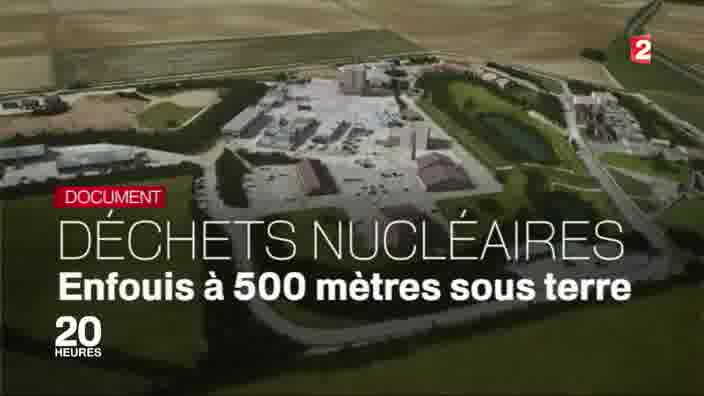 2
DOCUMENT
DÉCHETS NUCLÉAIRES
Enfouis à 500 mètres sous terre
20
HEURES